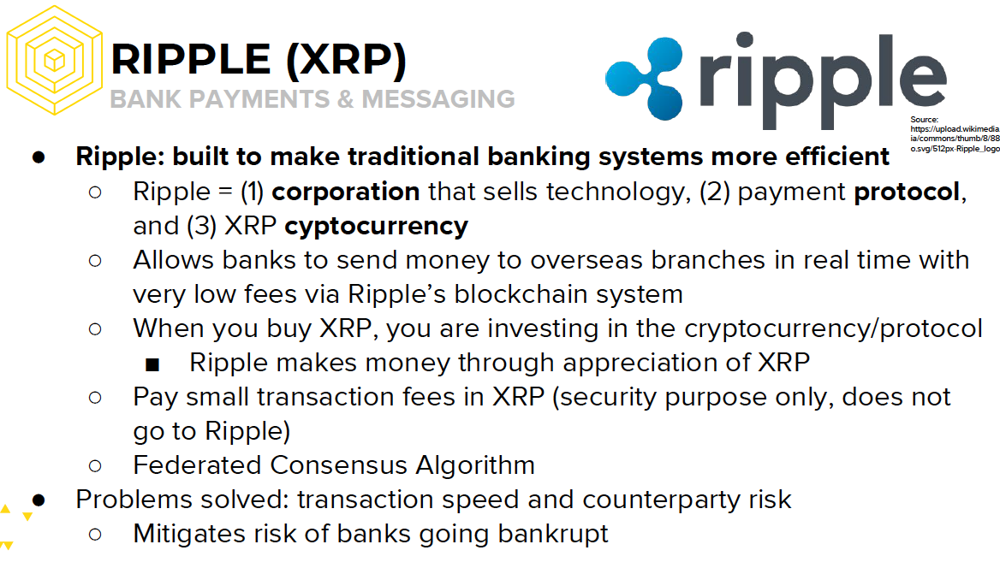 RIPPLE (XRP)
BANK PAYMENTS & MESSAGING
ripple
Source:
https://upload.wikimedia.
ia/commons/thumb/8/88
o.svg/512px-Ripple_logo
● Ripple: built to make traditional banking systems more efficient
○ Ripple = (1) corporation that sells technology, (2) payment protocol,
and (3) XRP cyptocurrency
○ Allows banks to send money to overseas branches in real time with
very low fees via Ripple’s blockchain system
○ When you buy XRP, you are investing in the cryptocurrency/protocol
■ Ripple makes money through appreciation of XRP
○ Pay small transaction fees in XRP (security purpose only, does not
go to Ripple)
○ Federated Consensus Algorithm
● Problems solved: transaction speed and counterparty risk
○ Mitigates risk of banks going bankrupt